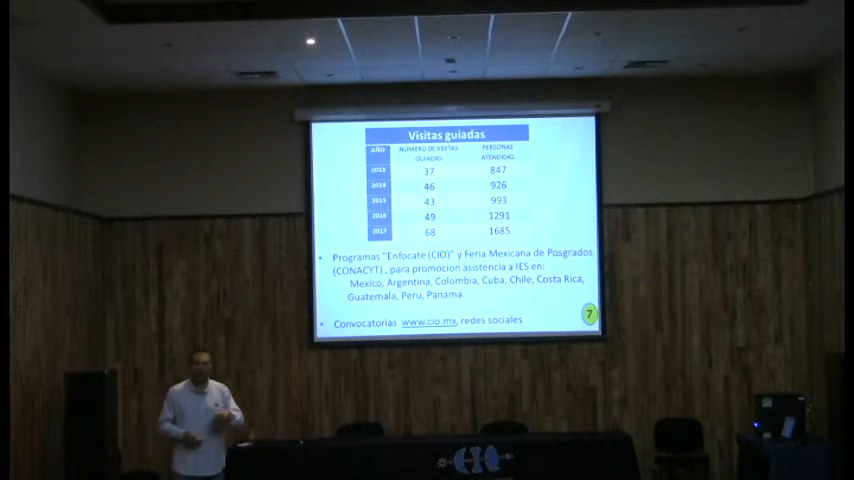 Visitas guiadas
AÑO NÚMERO DE VISITAS GUIADAS PERSONAS ATENDIDAS
2013 37 847
2014 46 926
2015 43 993
2016 49 1291
2017 68 1685
• Programas "Enfocate (CIO)" y Feria Mexicana de Posgrados
(CONACYT) , para promocion asistencia a IES en:
Mexico, Argentina, Colombia, Cuba, Chile, Costa Rica,
Guatemala, Peru, Panama
• Convocatorias www.cio.mx, redes sociales
7
CIO